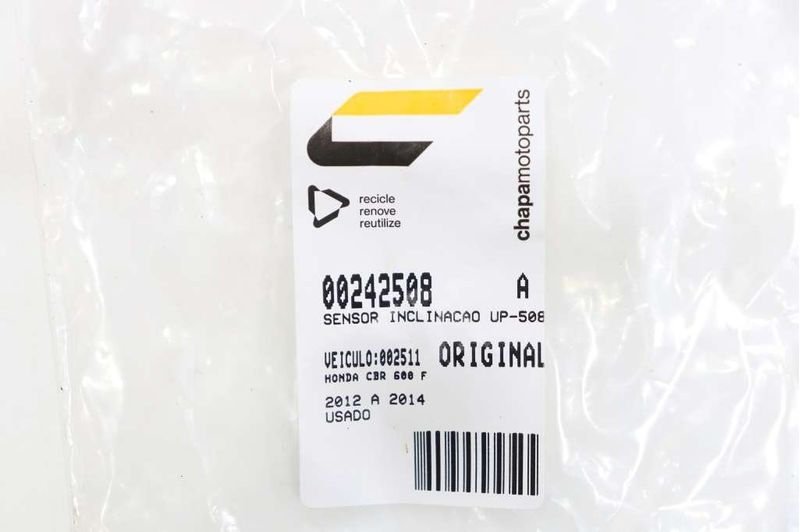 chapamotoparts
recicle
renove
reutilize
00242508 A
SENSOR INCLINACAO UP-508
VEICULO:002511 ORIGINAL
HONDA CBR 600 F
2012 A 2014
USADO